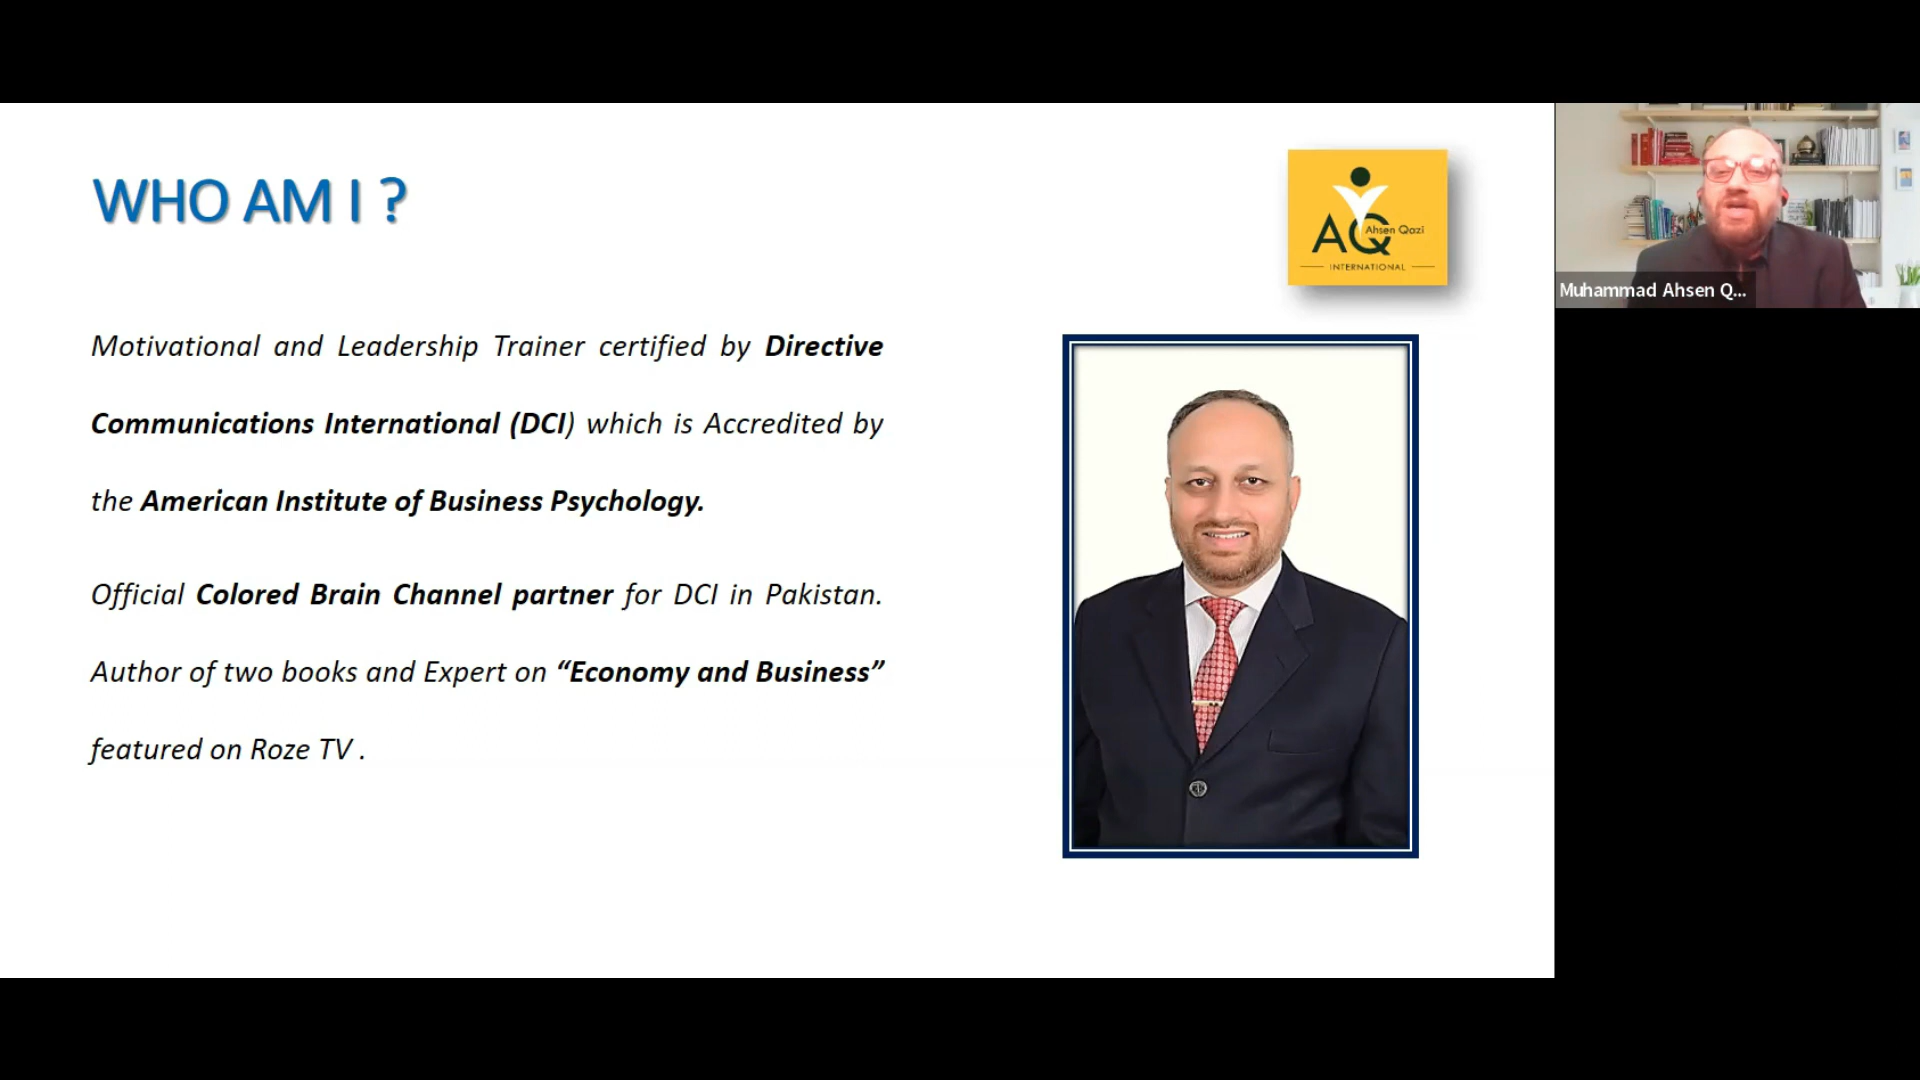 WHO AM I ?
AQ
Ahsen Qazi
INTERNATIONAL
Motivational and Leadership Trainer certified by Directive
Communications International (DCI) which is Accredited by
the American Institute of Business Psychology.
Official Colored Brain Channel partner for DCI in Pakistan.
Author of two books and Expert on “Economy and Business”
featured on Roze TV .
Muhammad Ahsen Q...